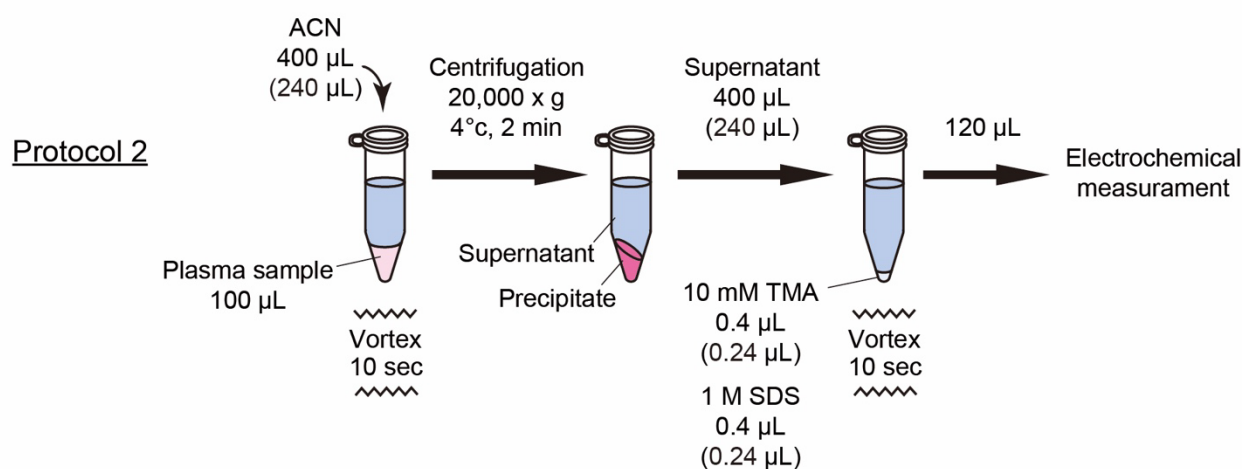 Protocol 2
ACN
400 µL
(240 µL)
Plasma sample
100 µL
Vortex
10 sec
Centrifugation
20,000 x g
4°c, 2 min
Supernatant
Precipitate
Supernatant
400 µL
(240 µL)
10 mM TMA
0.4 µL
(0.24 µL)
1 M SDS
0.4 µL
(0.24 µL)
Vortex
10 sec
120 µL
Electrochemical
measurament